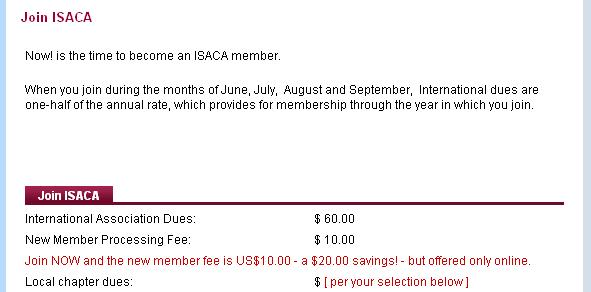 Join ISACA
Now! is the time to become an ISACA member.
When you join during the months of June, July, August and September, International dues are
one-half of the annual rate, which provides for membership through the year in which you join.
Join ISACA
International Association Dues: $ 60.00
New Member Processing Fee: $ 10.00
Join NOW and the new member fee is US$10.00 - a $20.00 savings! - but offered only online.
Local chapter dues: $ [ per your selection below ]